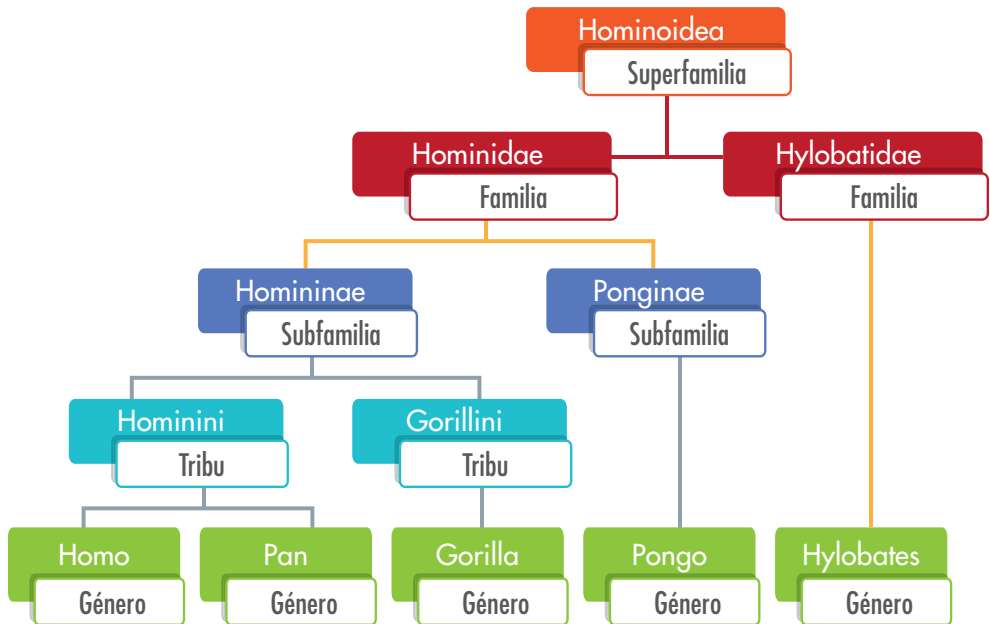 Hominoidea
Superfamilia
Hominidae
Familia
Hylobatidae
Familia
Homininae
Subfamilia
Ponginae
Subfamilia
Hominini
Tribu
Gorillini
Tribu
Homo
Género
Pan
Género
Gorilla
Género
Pongo
Género
Hylobates
Género